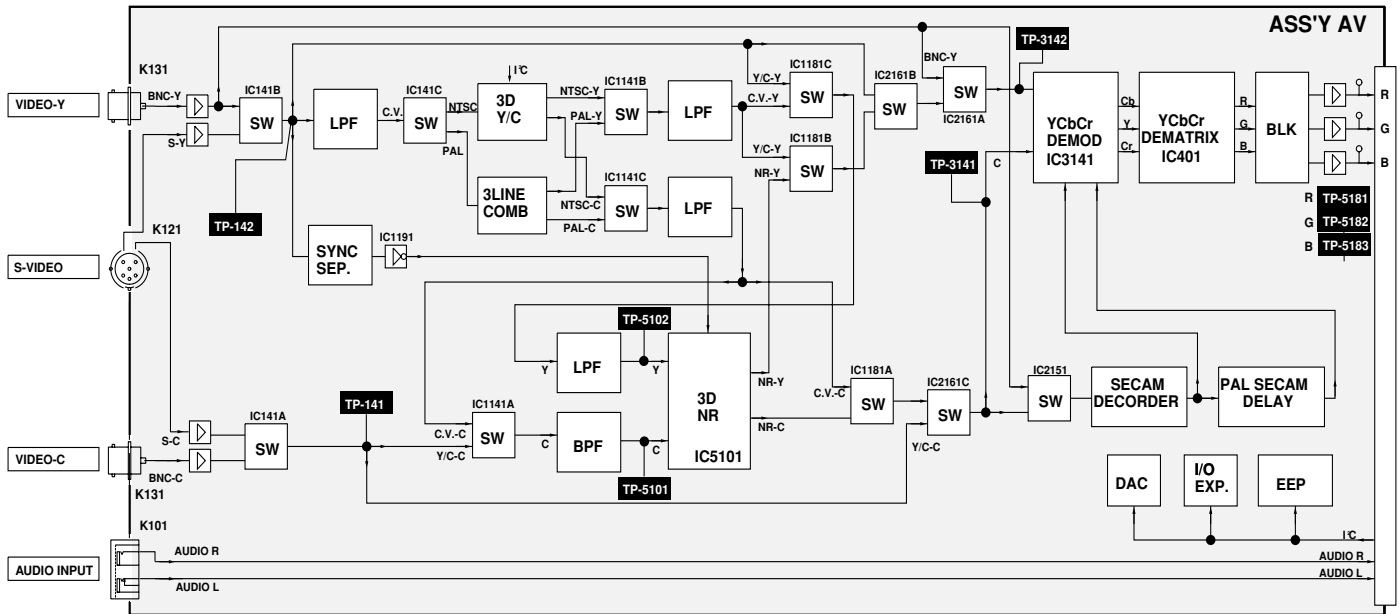 ASS'Y AV
TP-3142
K131
I²C
BNC-Y
IC1181C
IC2161B
IC141B
IC141C
3D
Y/C
NTSC-Y
IC1141B
Y/C-Y
VIDEO-Y
BNC-Y
SW
LPF
C.V.
SW
NTSC
PAL-Y
SW
LPF
C.V.-Y
SW
SW
SW
IC2161A
YCbCr
DEMOD
IC3141
Cb
Y
Cr
YCbCr
DEMATRIX
IC401
R
G
B
BLK
R
G
B
S-Y
PAL
IC1181B
Y/C-Y
SW
NR-Y
TP-3141
C
IC1141C
3LINE
COMB
NTSC-C
PAL-C
SW
LPF
TP-142
R TP-5181
G TP-5182
B TP-5183
K121
SYNC
SEP.
IC1191
S-VIDEO
TP-5102
LPF
Y
Y
3D
NR
IC5101
NR-Y
NR-C
IC1181A
C.V.-C
SW
IC2161C
SW
Y/C-C
IC2151
SW
SECAM
DECORDER
PAL SECAM
DELAY
TP-141
IC141A
S-C
SW
IC1141A
C.V.-C
Y/C-C
SW
C
BPF
C
TP-5101
VIDEO-C
BNC-C
K131
DAC
I/O
EXP.
EEP
K101
I²C
AUDIO INPUT
AUDIO R
AUDIO R
AUDIO L
AUDIO L